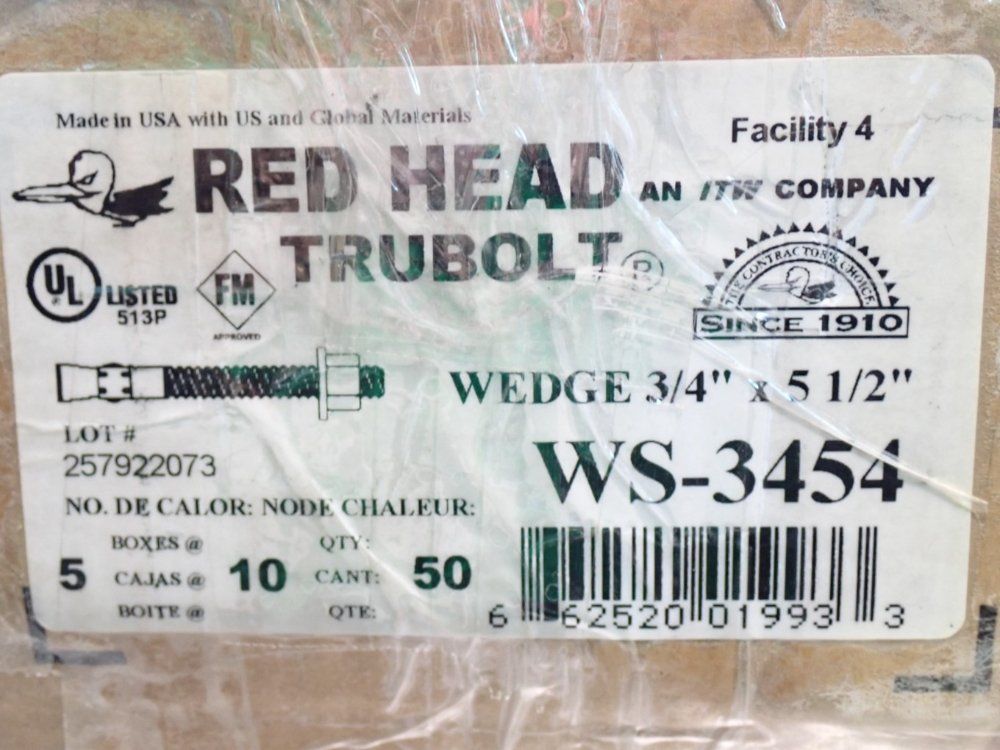 Made in USA with US and Global Materials
Facility 4
RED HEAD AN ITW COMPANY
TRUBOLT®
UL® LISTED
513P
FM
APPROVED
THE CONTRACTOR'S CHOICE
SINCE 1910
WEDGE 3/4" x 5 1/2"
LOT #
257922073
WS-3454
NO. DE CALOR: NODE CHALEUR:
BOXES @ QTY:
5 CAJAS @ 10 CANT: 50
BOITE @ QTE:
6 62520 01993 3